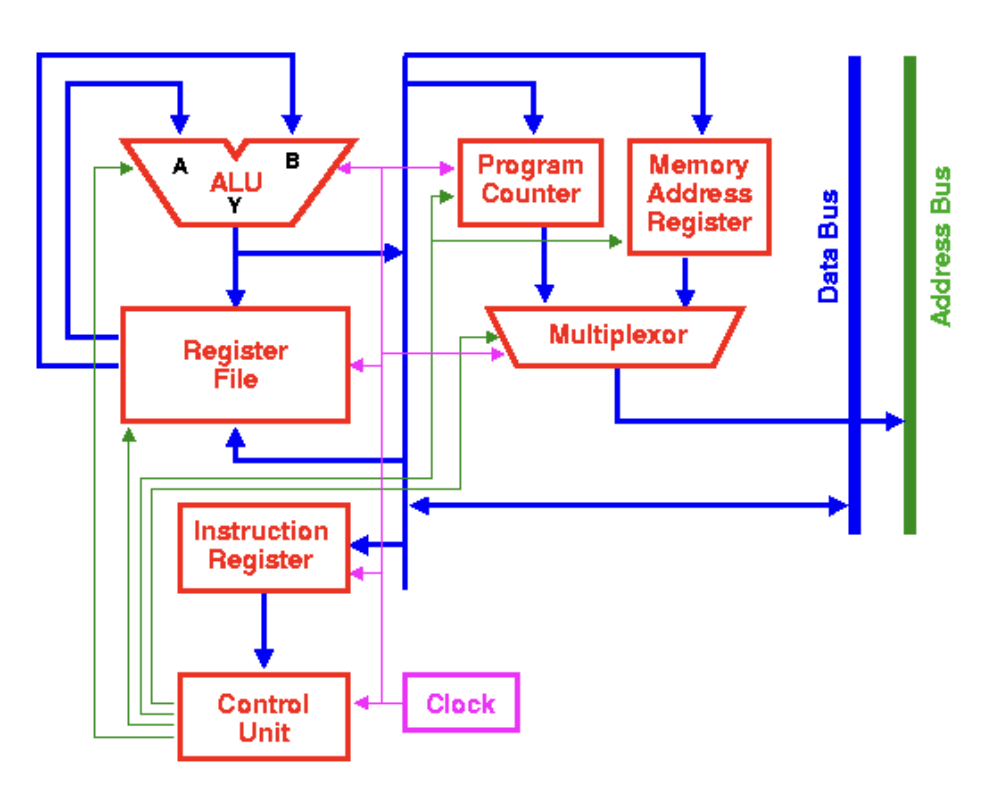 A
B
ALU
Y
Program
Counter
Memory
Address
Register
Data Bus
Address Bus
Multiplexor
Register
File
Instruction
Register
Control
Unit
Clock